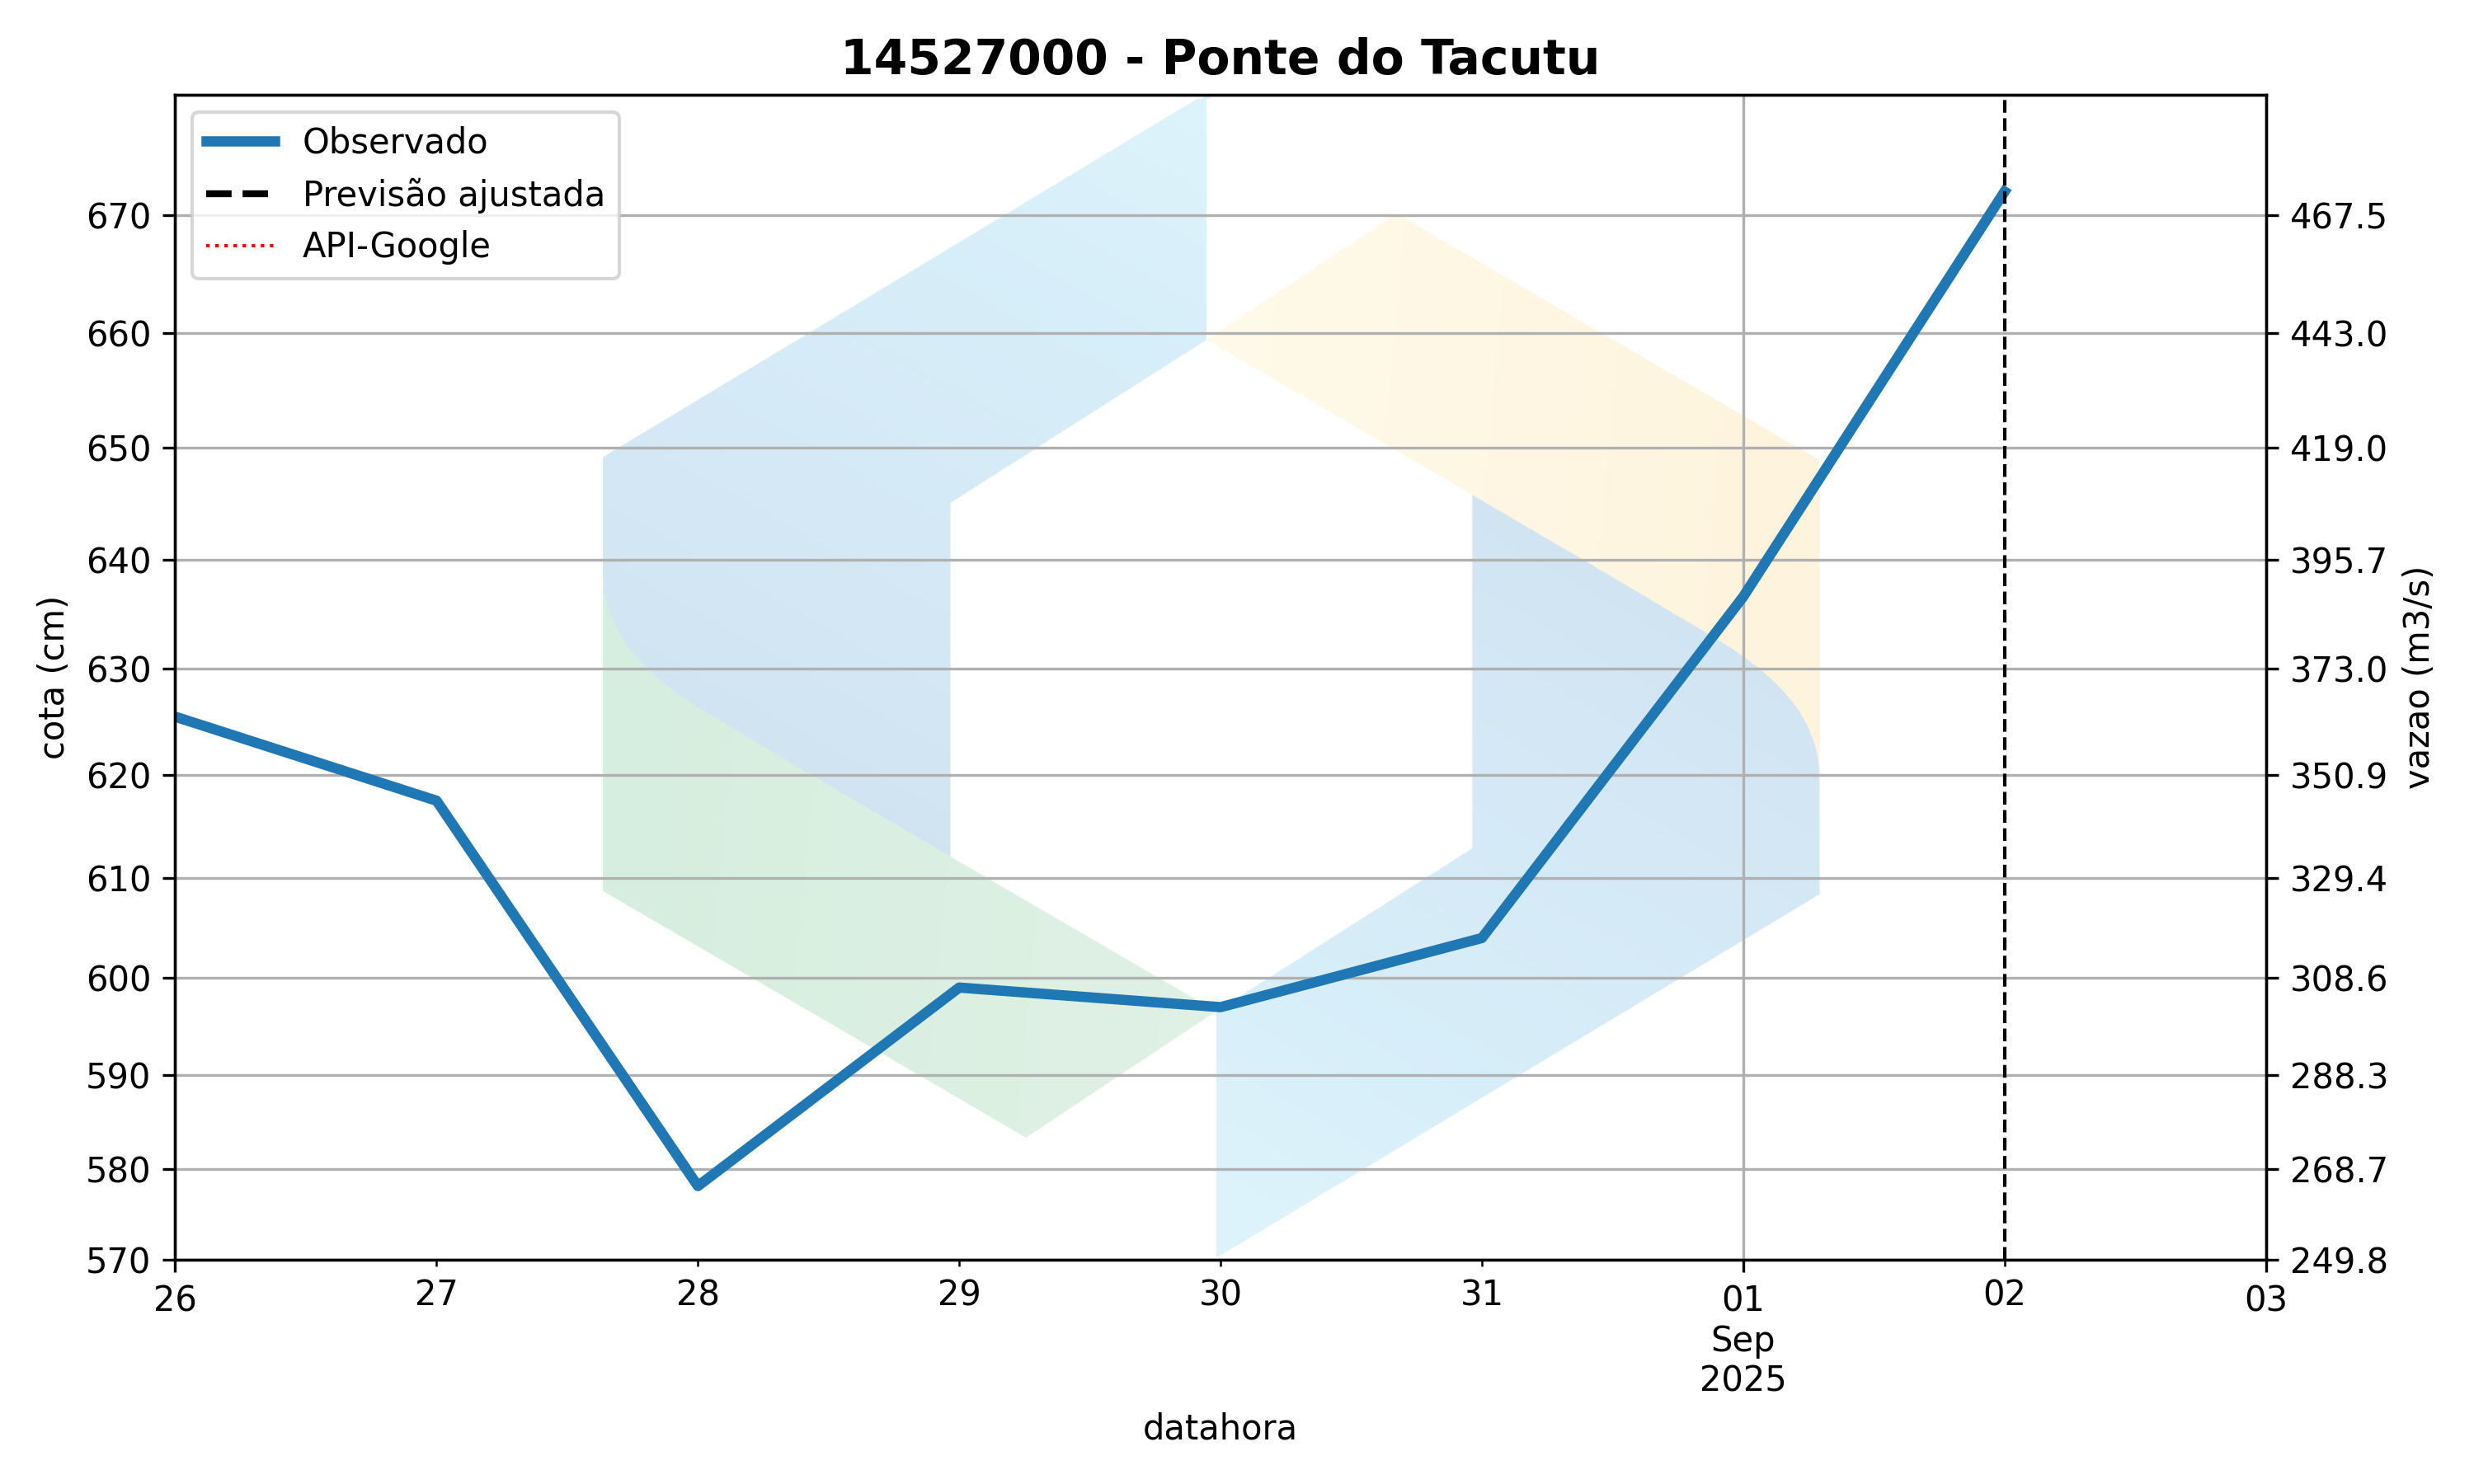 14527000 - Ponte do Tacutu
Observado
Previsão ajustada
API-Google
670
660
650
640
630
620
610
600
590
580
570
cota (cm)
467.5
443.0
419.0
395.7
373.0
350.9
329.4
308.6
288.3
268.7
249.8
vazao (m3/s)
26 27 28 29 30 31 01 02 03
Sep
2025
datahora